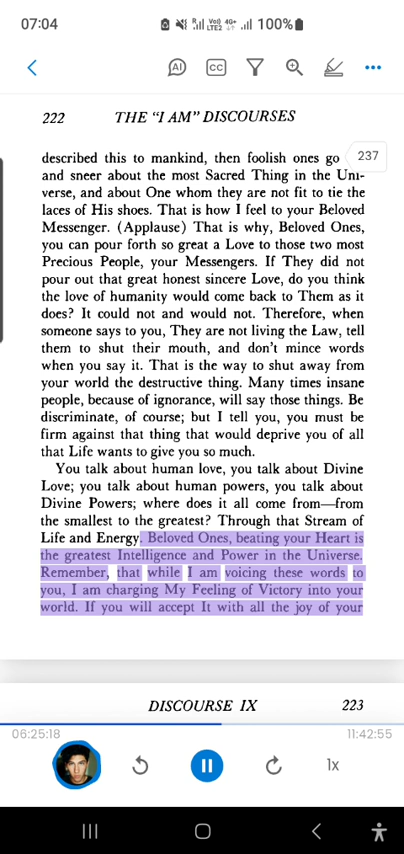 07:04
Vo)) 4G+ 100%
LTE2
AI CC
222 THE "I AM" DISCOURSES
237
described this to mankind, then foolish ones go
and sneer about the most Sacred Thing in the Uni-
verse, and about One whom they are not fit to tie the
laces of His shoes. That is how I feel to your Beloved
Messenger. (Applause) That is why, Beloved Ones,
you can pour forth so great a Love to those two most
Precious People, your Messengers. If They did not
pour out that great honest sincere Love, do you think
the love of humanity would come back to Them as it
does? It could not and would not. Therefore, when
someone says to you, They are not living the Law, tell
them to shut their mouth, and don't mince words
when you say it. That is the way to shut away from
your world the destructive thing. Many times insane
people, because of ignorance, will say those things. Be
discriminate, of course; but I tell you, you must be
firm against that thing that would deprive you of all
that Life wants to give you so much.
You talk about human love, you talk about Divine
Love; you talk about human powers, you talk about
Divine Powers; where does it all come from—from
the smallest to the greatest? Through that Stream of
Life and Energy. Beloved Ones, beating your Heart is
the greatest Intelligence and Power in the Universe.
Remember, that while I am voicing these words to
you, I am charging My Feeling of Victory into your
world. If you will accept It with all the joy of your
DISCOURSE IX 223
06:25:18 11:42:55
1x